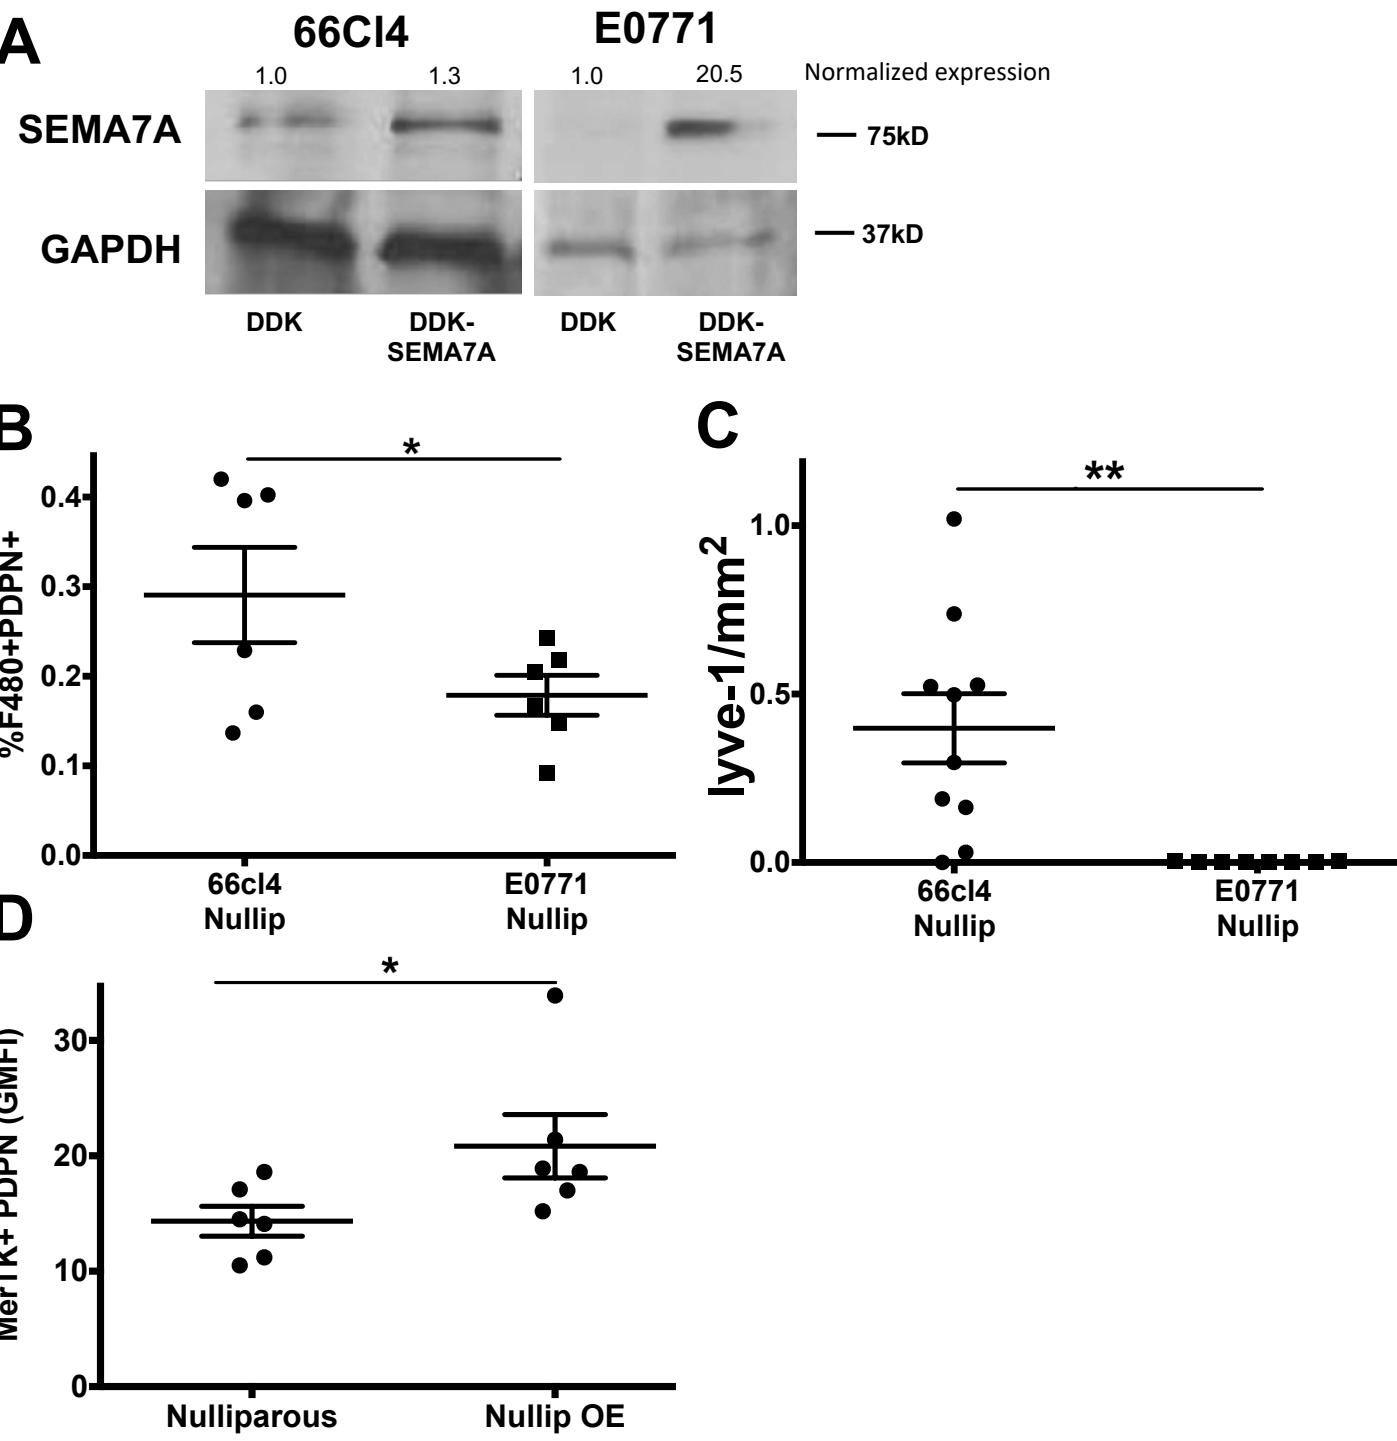 A
66Cl4
E0771
1.0
1.3
1.0
20.5
Normalized expression
SEMA7A
75kD
GAPDH
37kD
DDK
DDK-
SEMA7A
DDK
DDK-
SEMA7A
B
*
%F480+PDPN+
0.4
0.3
0.2
0.1
0.0
66cl4
Nullip
E0771
Nullip
C
**
lyve-1/mm²
1.0
0.5
0.0
66cl4
Nullip
E0771
Nullip
D
*
MerTK+ PDPN (GMFI)
30
20
10
0
Nulliparous
Nullip OE